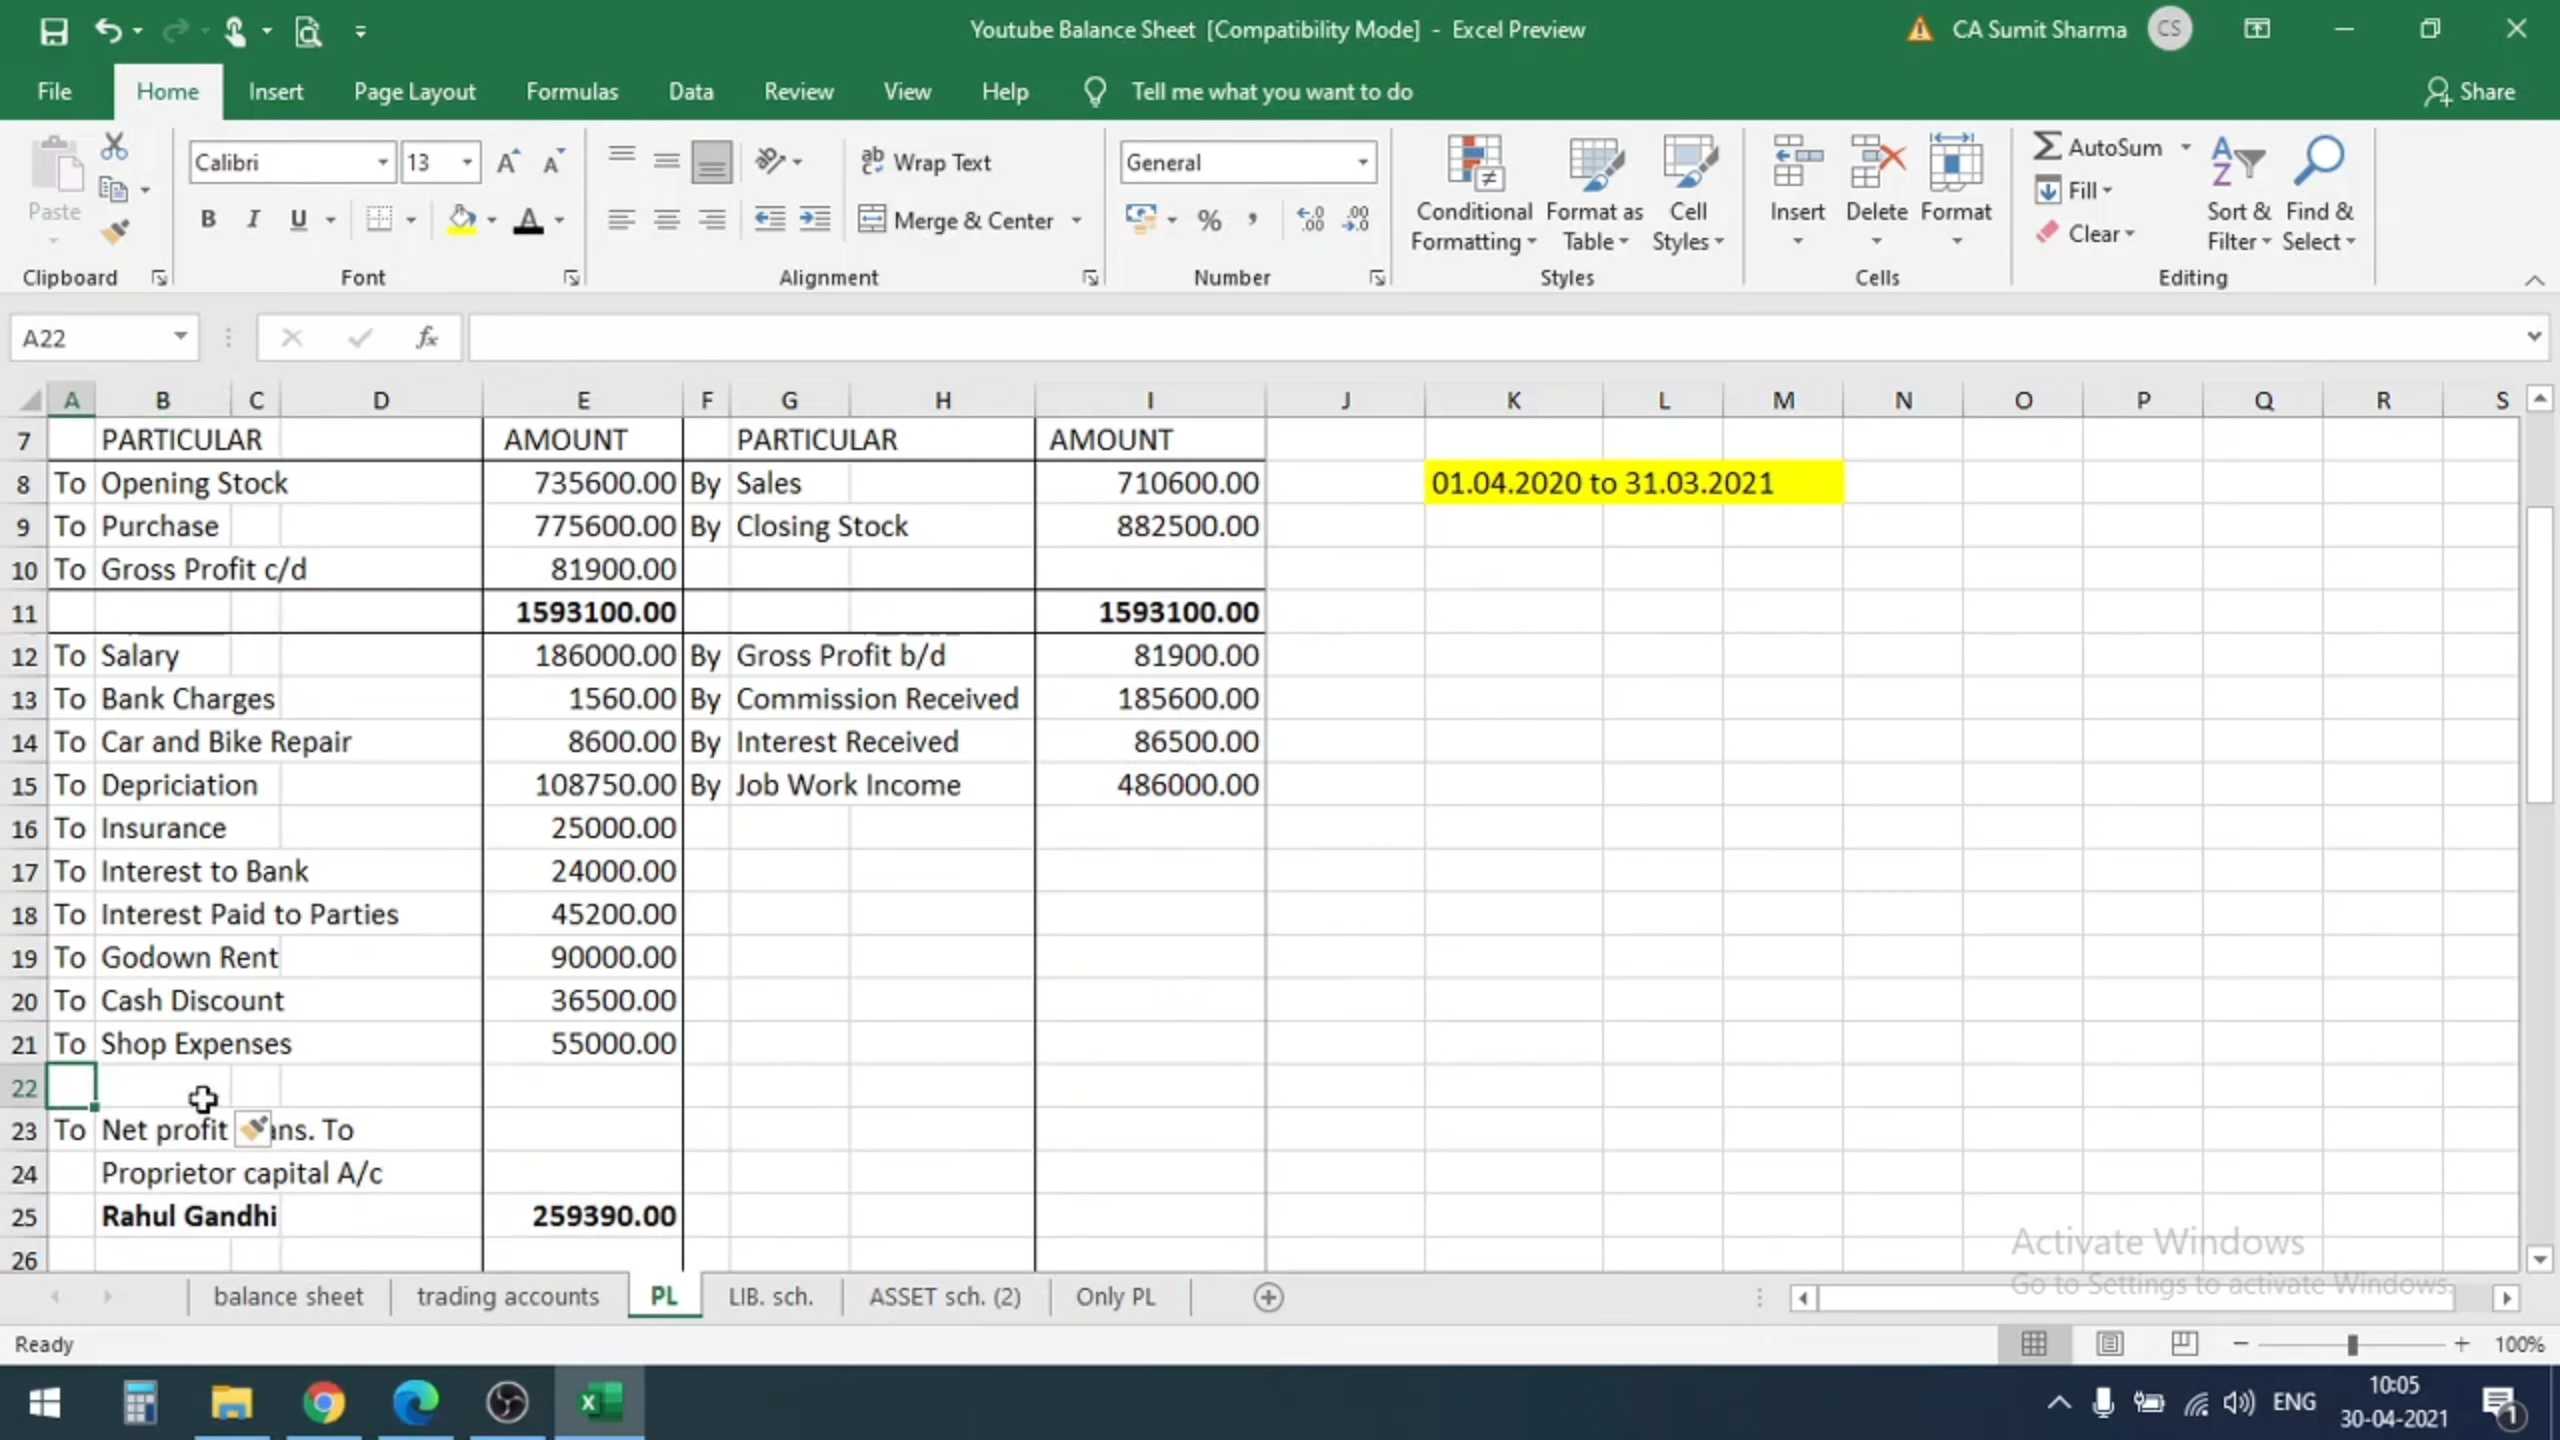 Youtube Balance Sheet [Compatibility Mode] - Excel Preview
CA Sumit Sharma CS
File Home Insert Page Layout Formulas Data Review View Help Tell me what you want to do Share
Paste
Calibri 13
B I U
Wrap Text
Merge & Center
General
Conditional Formatting
Format as Table
Cell Styles
Insert Delete Format
AutoSum
Fill
Clear
Sort & Filter
Find & Select
Clipboard Font Alignment Number Styles Cells Editing
A22 fx
A B C D E F G H I J K L M N O P Q R S
7 PARTICULAR AMOUNT PARTICULAR AMOUNT
8 To Opening Stock 735600.00 By Sales 710600.00 01.04.2020 to 31.03.2021
9 To Purchase 775600.00 By Closing Stock 882500.00
10 To Gross Profit c/d 81900.00
11 1593100.00 1593100.00
12 To Salary 186000.00 By Gross Profit b/d 81900.00
13 To Bank Charges 1560.00 By Commission Received 185600.00
14 To Car and Bike Repair 8600.00 By Interest Received 86500.00
15 To Depriciation 108750.00 By Job Work Income 486000.00
16 To Insurance 25000.00
17 To Interest to Bank 24000.00
18 To Interest Paid to Parties 45200.00
19 To Godown Rent 90000.00
20 To Cash Discount 36500.00
21 To Shop Expenses 55000.00
22
23 To Net profit ans. To
24 Proprietor capital A/c
25 Rahul Gandhi 259390.00
26
Activate Windows
Go to Settings to activate Windows.
balance sheet trading accounts PL LIB. sch. ASSET sch. (2) Only PL
Ready 100%
ENG 10:05
30-04-2021 1